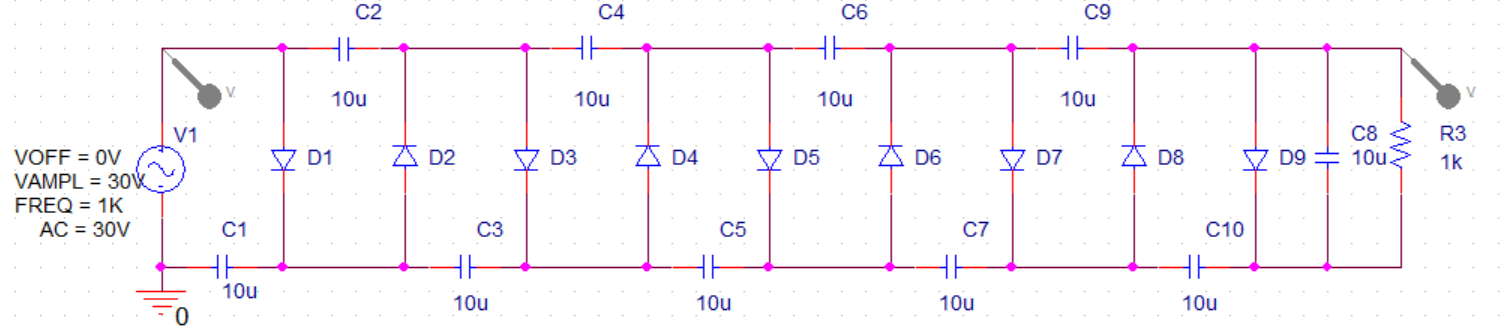 C2
C4
C6
C9
10u
10u
10u
10u
V
V
V1
VOFF = 0V
VAMPL = 30V
FREQ = 1K
AC = 30V
D1
D2
D3
D4
D5
D6
D7
D8
D9
C8
10u
R3
1k
C1
C3
C5
C7
C10
10u
10u
10u
10u
10u
0